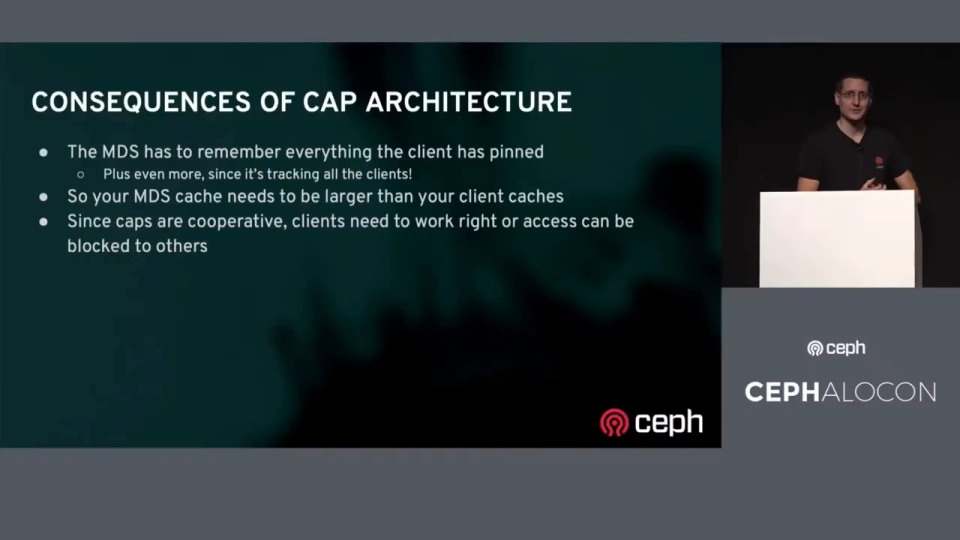 CONSEQUENCES OF CAP ARCHITECTURE
● The MDS has to remember everything the client has pinned
○ Plus even more, since it's tracking all the clients!
● So your MDS cache needs to be larger than your client caches
● Since caps are cooperative, clients need to work right or access can be
blocked to others
ceph
ceph
CEPHALOCON